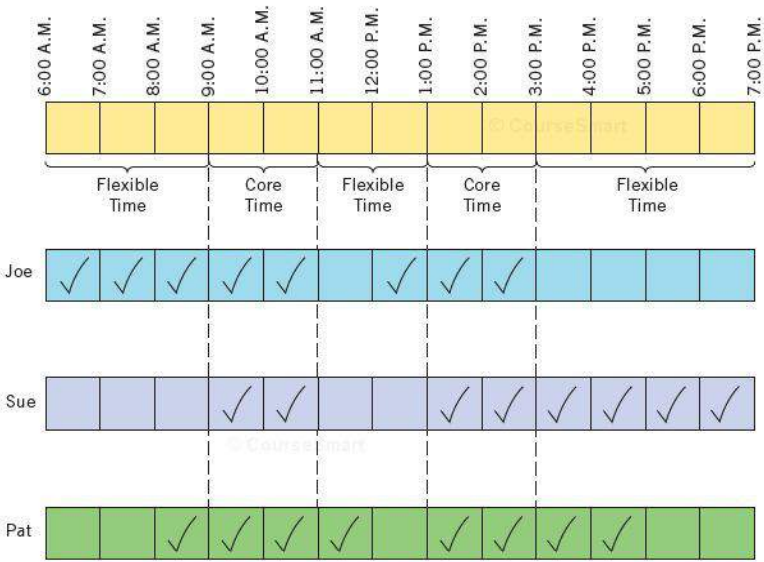 6:00 A.M.
7:00 A.M.
8:00 A.M.
9:00 A.M.
10:00 A.M.
11:00 A.M.
12:00 P.M.
1:00 P.M.
2:00 P.M.
3:00 P.M.
4:00 P.M.
5:00 P.M.
6:00 P.M.
7:00 P.M.
© CourseSmart
Flexible
Time
Core
Time
Flexible
Time
Core
Time
Flexible
Time
Joe
Sue
© CourseSmart
Pat